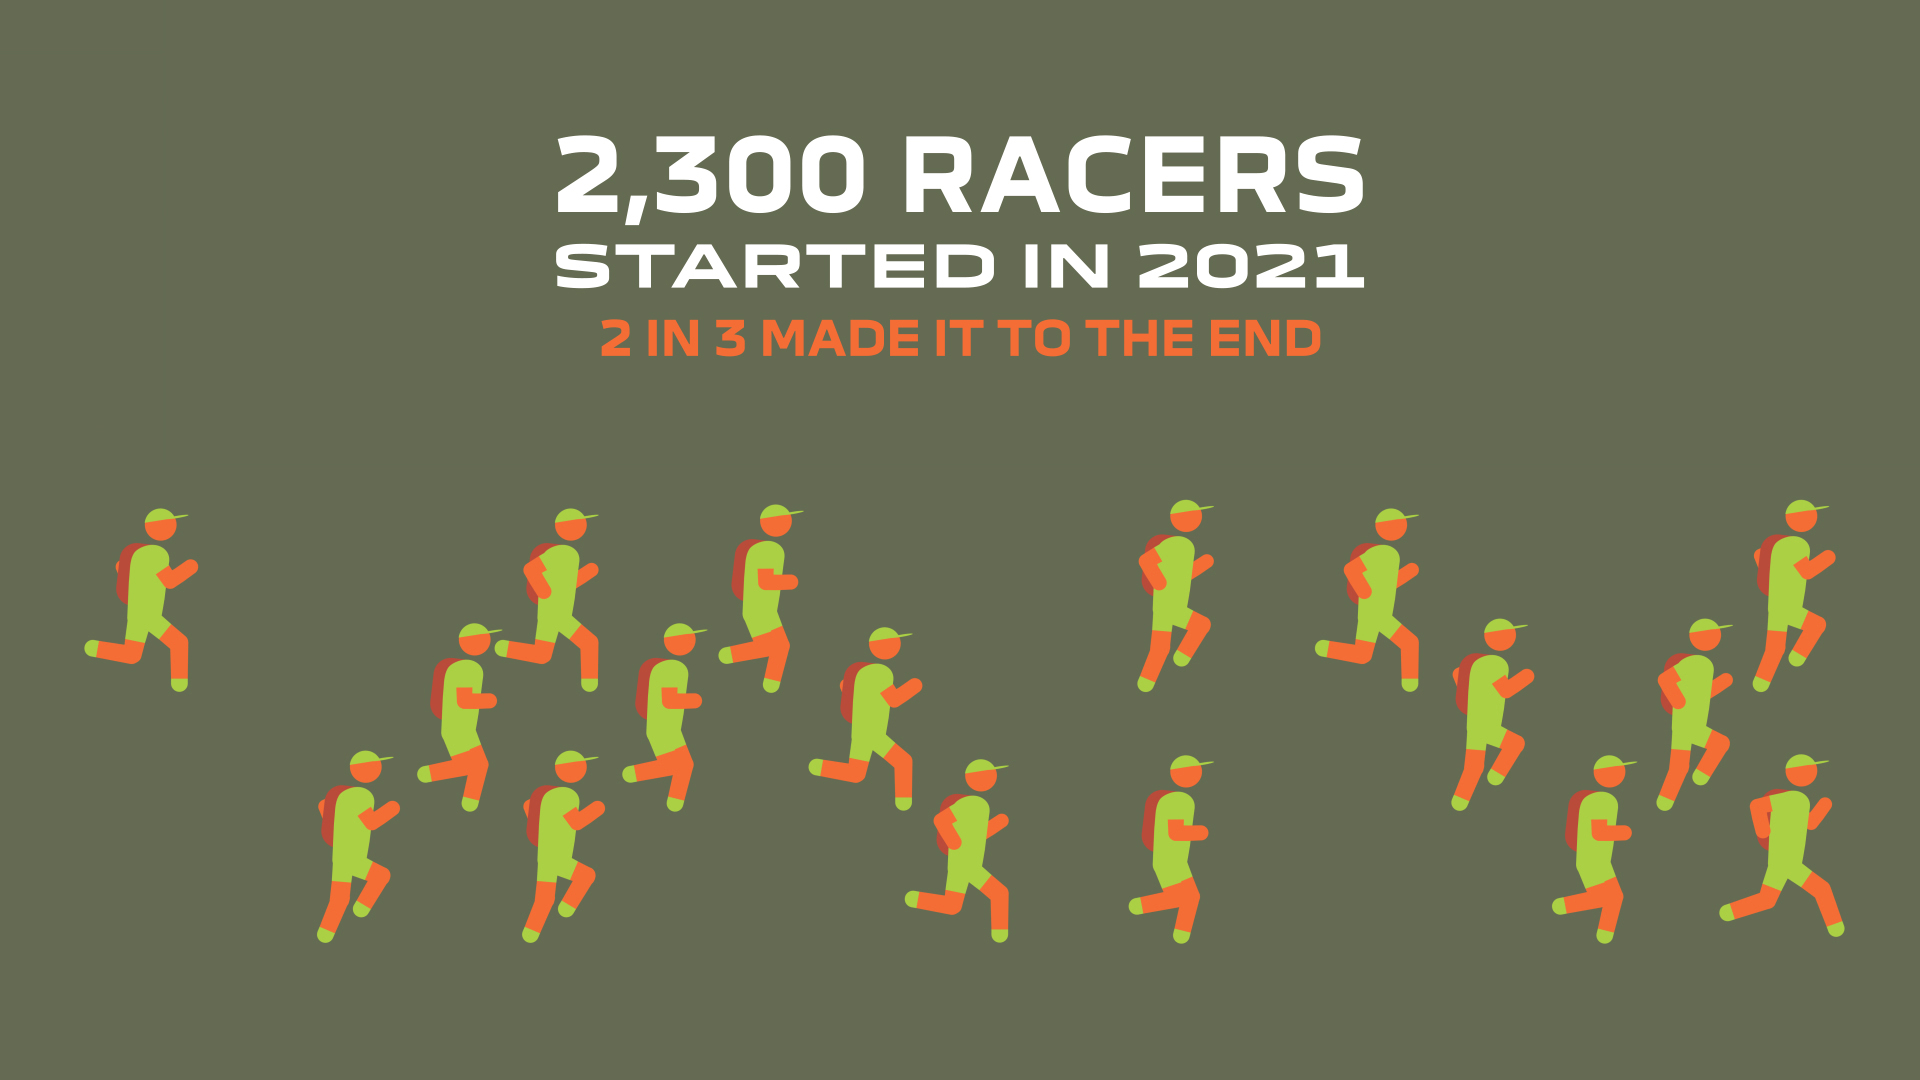 2,300 RACERS
STARTED IN 2021
2 IN 3 MADE IT TO THE END